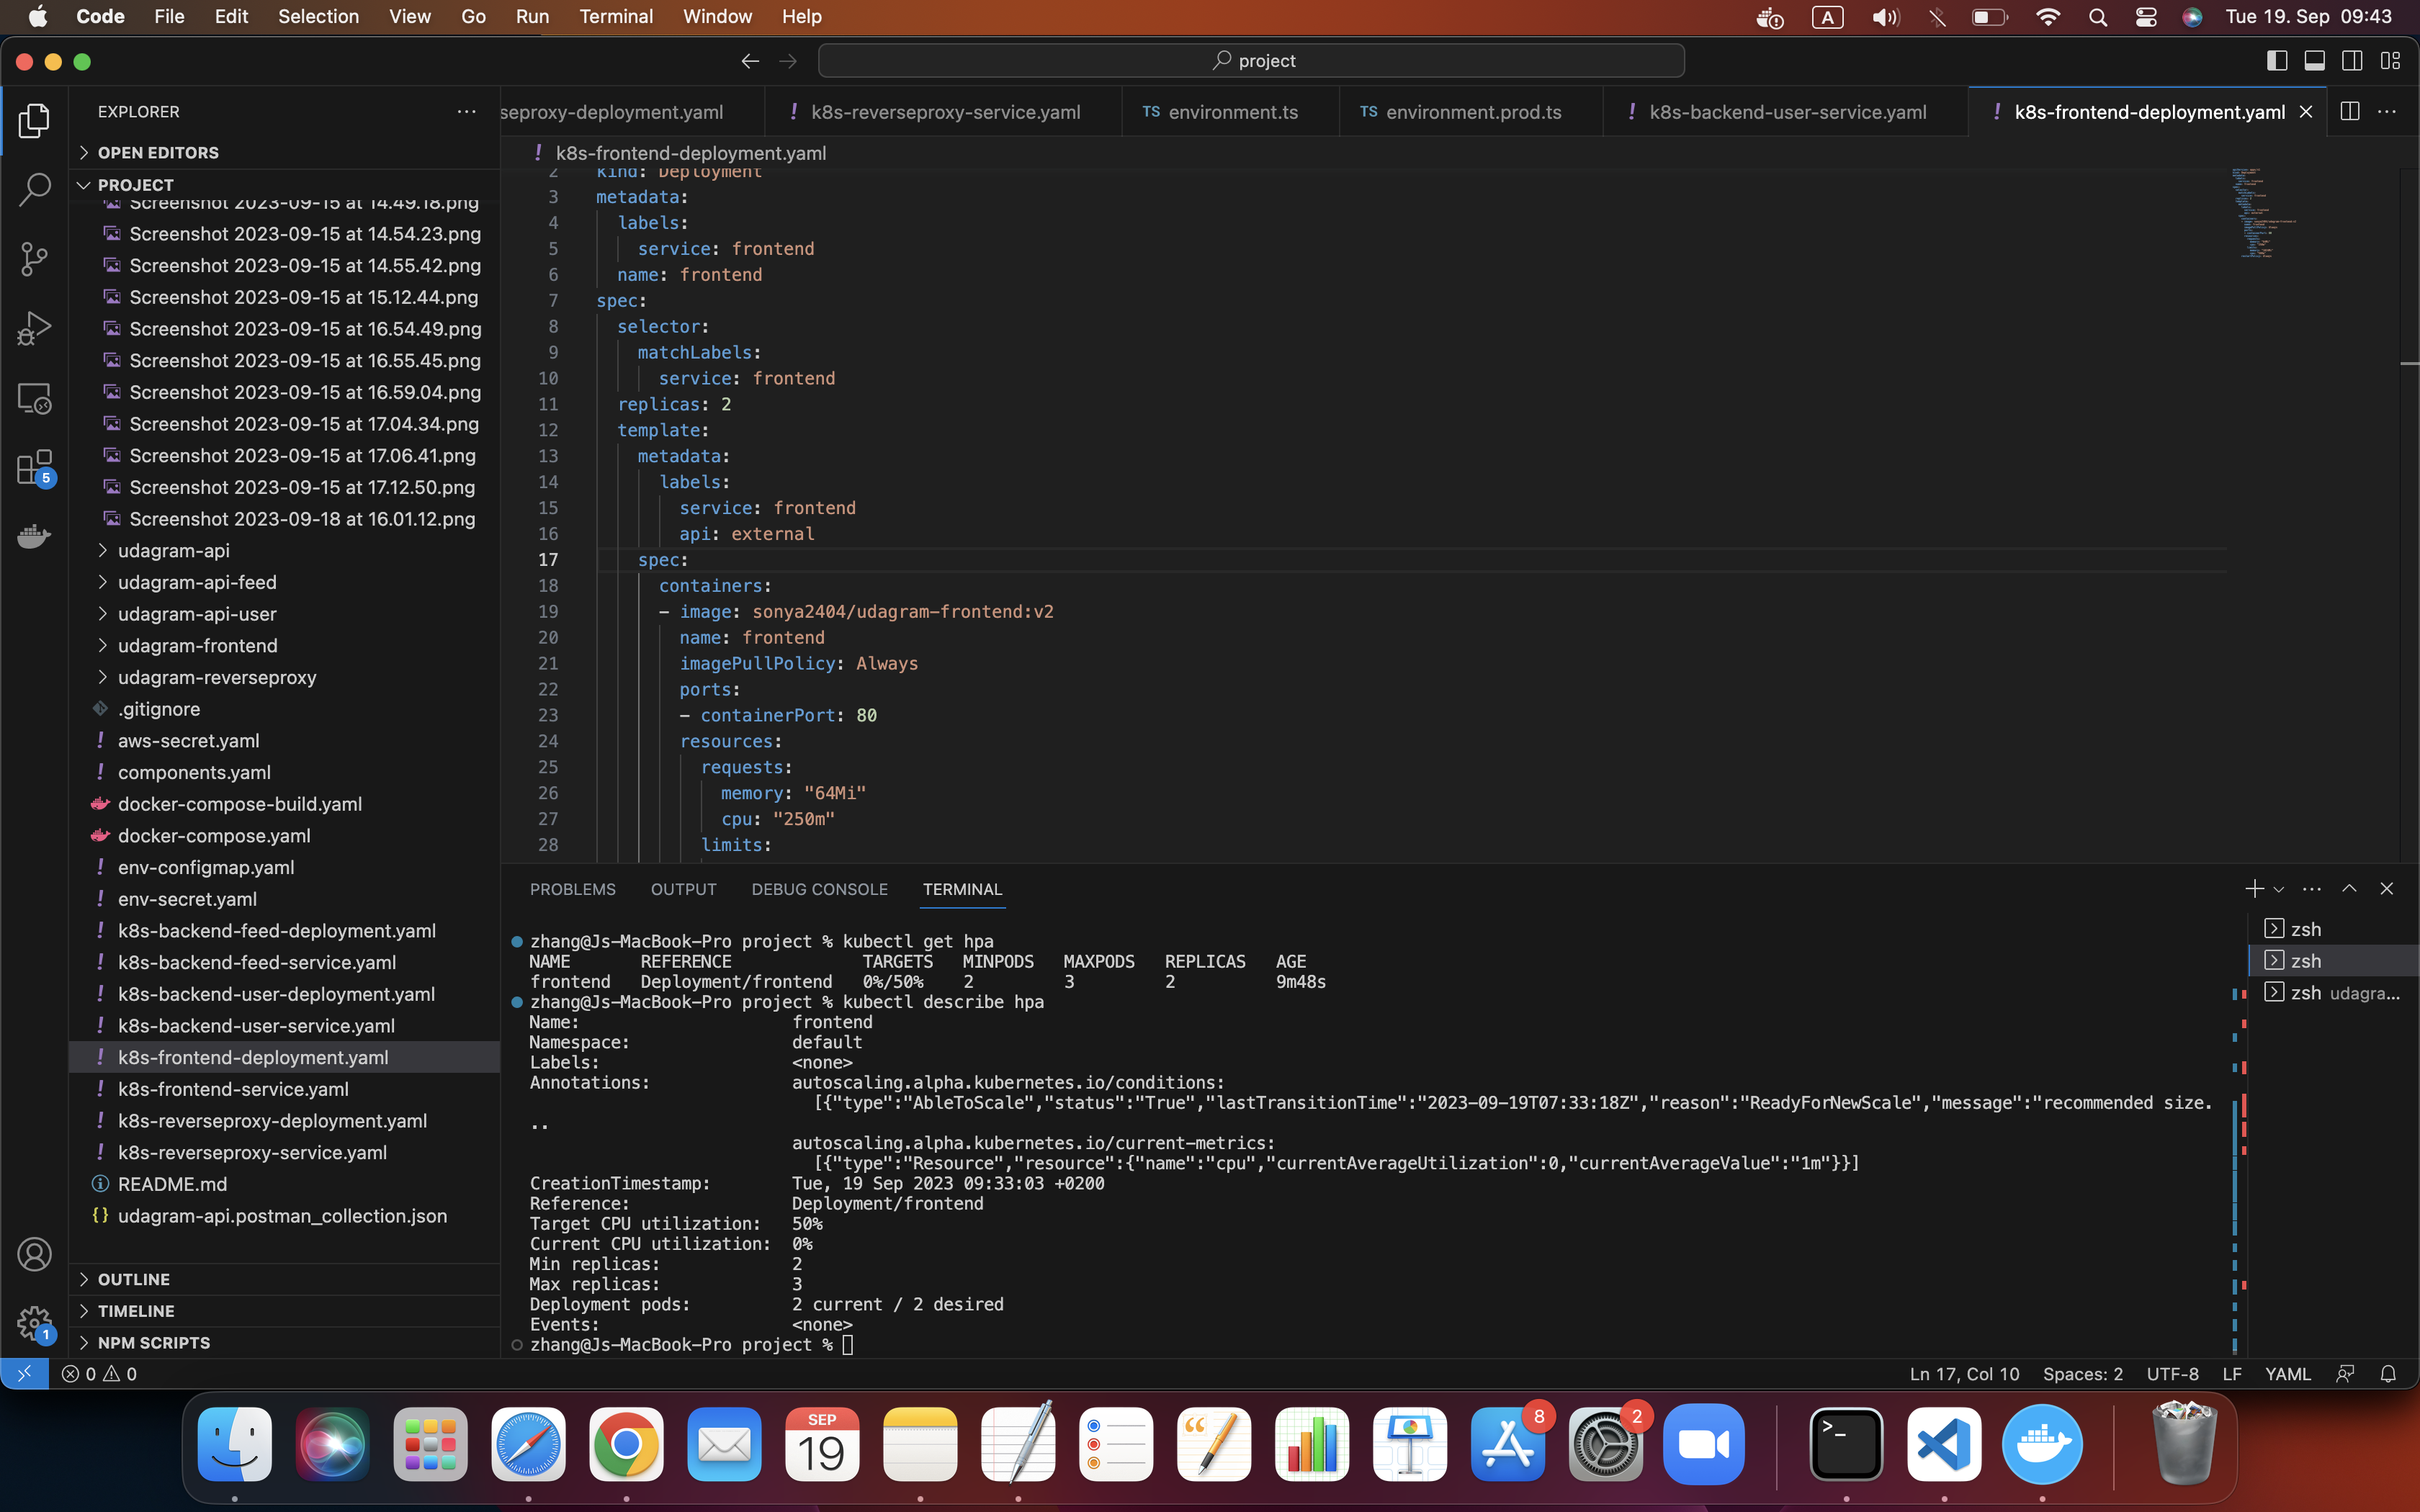 Code File Edit Selection View Go Run Terminal Window Help
A
Tue 19. Sep 09:43
project
EXPLORER
OPEN EDITORS
PROJECT
Screenshot 2023-09-15 at 14.49.18.png
Screenshot 2023-09-15 at 14.54.23.png
Screenshot 2023-09-15 at 14.55.42.png
Screenshot 2023-09-15 at 15.12.44.png
Screenshot 2023-09-15 at 16.54.49.png
Screenshot 2023-09-15 at 16.55.45.png
Screenshot 2023-09-15 at 16.59.04.png
Screenshot 2023-09-15 at 17.04.34.png
Screenshot 2023-09-15 at 17.06.41.png
Screenshot 2023-09-15 at 17.12.50.png
Screenshot 2023-09-18 at 16.01.12.png
udagram-api
udagram-api-feed
udagram-api-user
udagram-frontend
udagram-reverseproxy
.gitignore
! aws-secret.yaml
! components.yaml
docker-compose-build.yaml
docker-compose.yaml
! env-configmap.yaml
! env-secret.yaml
! k8s-backend-feed-deployment.yaml
! k8s-backend-feed-service.yaml
! k8s-backend-user-deployment.yaml
! k8s-backend-user-service.yaml
! k8s-frontend-deployment.yaml
! k8s-frontend-service.yaml
! k8s-reverseproxy-deployment.yaml
! k8s-reverseproxy-service.yaml
README.md
{} udagram-api.postman_collection.json
OUTLINE
TIMELINE
NPM SCRIPTS
5
1
seproxy-deployment.yaml
! k8s-reverseproxy-service.yaml
TS environment.ts
TS environment.prod.ts
! k8s-backend-user-service.yaml
! k8s-frontend-deployment.yaml
! k8s-frontend-deployment.yaml
2 kind: Deployment
3 metadata:
4 labels:
5 service: frontend
6 name: frontend
7 spec:
8 selector:
9 matchLabels:
10 service: frontend
11 replicas: 2
12 template:
13 metadata:
14 labels:
15 service: frontend
16 api: external
17 spec:
18 containers:
19 - image: sonya2404/udagram-frontend:v2
20 name: frontend
21 imagePullPolicy: Always
22 ports:
23 - containerPort: 80
24 resources:
25 requests:
26 memory: "64Mi"
27 cpu: "250m"
28 limits:
PROBLEMS OUTPUT DEBUG CONSOLE TERMINAL
zhang@Js-MacBook-Pro project % kubectl get hpa
NAME REFERENCE TARGETS MINPODS MAXPODS REPLICAS AGE
frontend Deployment/frontend 0%/50% 2 3 2 9m48s
zhang@Js-MacBook-Pro project % kubectl describe hpa
Name: frontend
Namespace: default
Labels: <none>
Annotations: autoscaling.alpha.kubernetes.io/conditions:
[{"type":"AbleToScale","status":"True","lastTransitionTime":"2023-09-19T07:33:18Z","reason":"ReadyForNewScale","message":"recommended size.
..
autoscaling.alpha.kubernetes.io/current-metrics:
[{"type":"Resource","resource":{"name":"cpu","currentAverageUtilization":0,"currentAverageValue":"1m"}}]
CreationTimestamp: Tue, 19 Sep 2023 09:33:03 +0200
Reference: Deployment/frontend
Target CPU utilization: 50%
Current CPU utilization: 0%
Min replicas: 2
Max replicas: 3
Deployment pods: 2 current / 2 desired
Events: <none>
zhang@Js-MacBook-Pro project %
zsh
zsh
zsh udagra...
0 0
Ln 17, Col 10 Spaces: 2 UTF-8 LF YAML
SEP
19
8
2